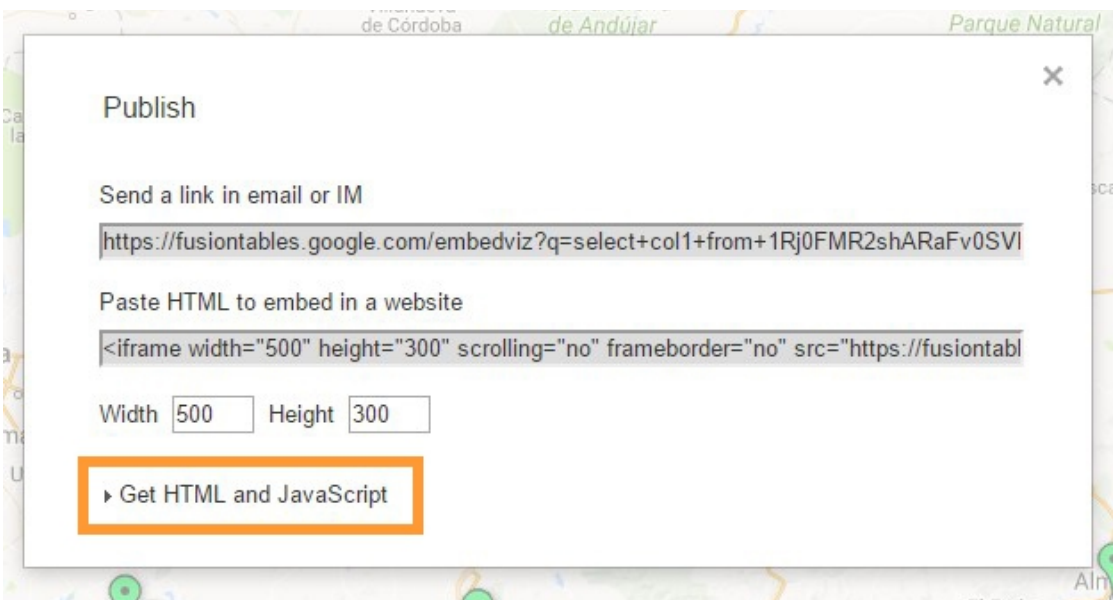 de Córdoba
de Andújar
Parque Natural
Publish
Send a link in email or IM
https://fusiontables.google.com/embedviz?q=select+col1+from+1Rj0FMR2shARaFv0SVI
Paste HTML to embed in a website
<iframe width="500" height="300" scrolling="no" frameborder="no" src="https://fusiontabl
Width 500 Height 300
Get HTML and JavaScript